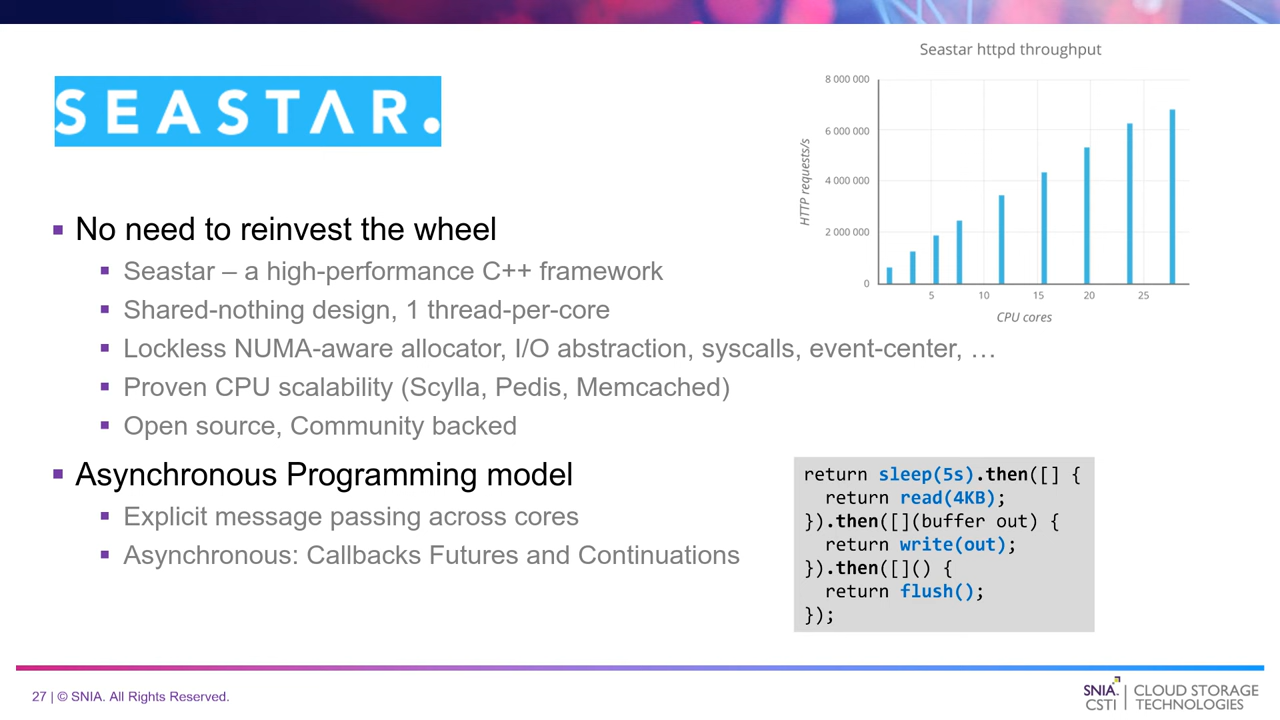 SEASTAR.
No need to reinvest the wheel
Seastar – a high-performance C++ framework
Shared-nothing design, 1 thread-per-core
Lockless NUMA-aware allocator, I/O abstraction, syscalls, event-center, …
Proven CPU scalability (Scylla, Pedis, Memcached)
Open source, Community backed
Asynchronous Programming model
Explicit message passing across cores
Asynchronous: Callbacks Futures and Continuations
Seastar httpd throughput
HTTP requests/s
8 000 000
6 000 000
4 000 000
2 000 000
0
5 10 15 20 25
CPU cores
return sleep(5s).then([] {
return read(4KB);
}).then([](buffer out) {
return write(out);
}).then([]() {
return flush();
});
27 | © SNIA. All Rights Reserved.
SNIA.
CSTI
CLOUD STORAGE
TECHNOLOGIES